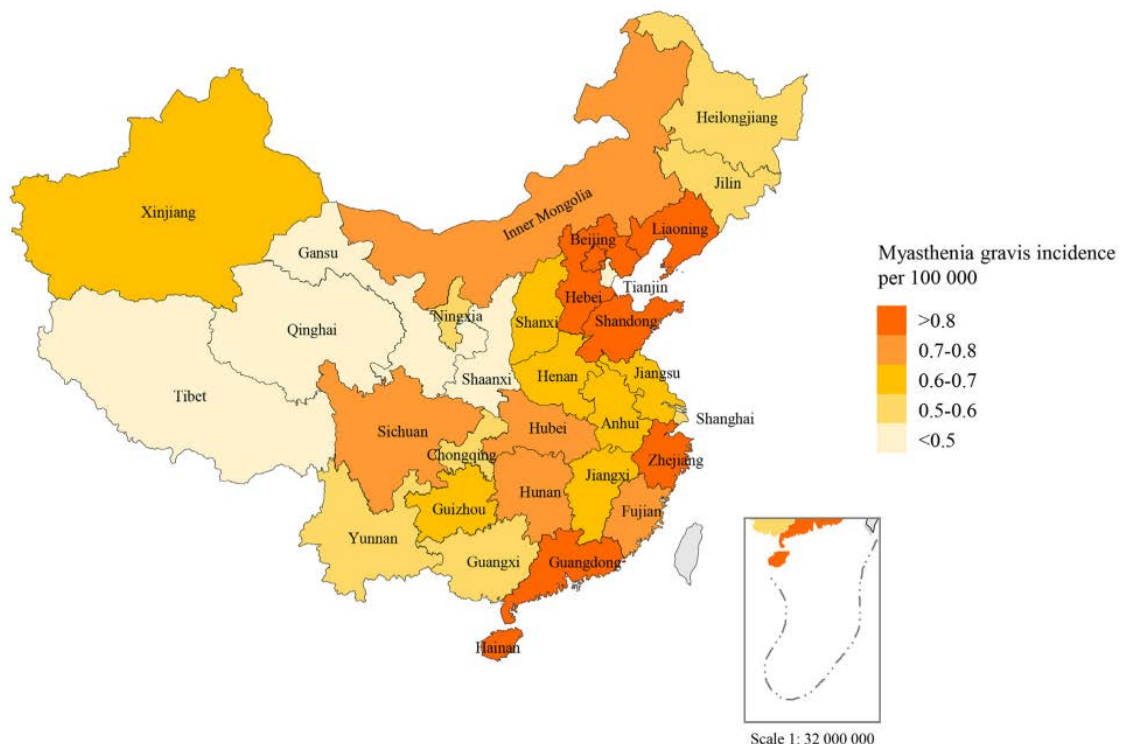 Heilongjiang
Jilin
Xinjiang
Inner Mongolia
Liaoning
Beijing
Gansu
Tianjin
Hebei
Ningxia
Shanxi
Shandong
Qinghai
Shaanxi
Henan
Jiangsu
Tibet
Shanghai
Anhui
Sichuan
Hubei
Chongqing
Zhejiang
Jiangxi
Hunan
Guizhou
Fujian
Yunnan
Guangxi
Guangdong
Hainan
Myasthenia gravis incidence
per 100 000
>0.8
0.7-0.8
0.6-0.7
0.5-0.6
<0.5
Scale 1: 32 000 000